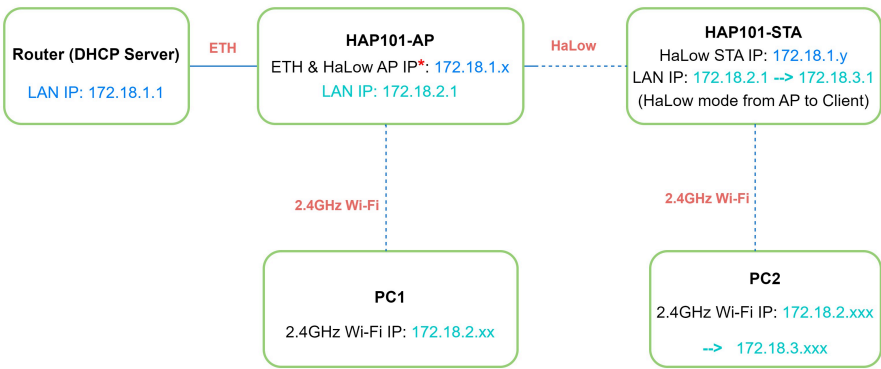 Router (DHCP Server)
LAN IP: 172.18.1.1
ETH
HAP101-AP
ETH & HaLow AP IP*: 172.18.1.x
LAN IP: 172.18.2.1
HaLow
HAP101-STA
HaLow STA IP: 172.18.1.y
LAN IP: 172.18.2.1 --> 172.18.3.1
(HaLow mode from AP to Client)
2.4GHz Wi-Fi
2.4GHz Wi-Fi
PC1
2.4GHz Wi-Fi IP: 172.18.2.xx
PC2
2.4GHz Wi-Fi IP: 172.18.2.xxx
--> 172.18.3.xxx